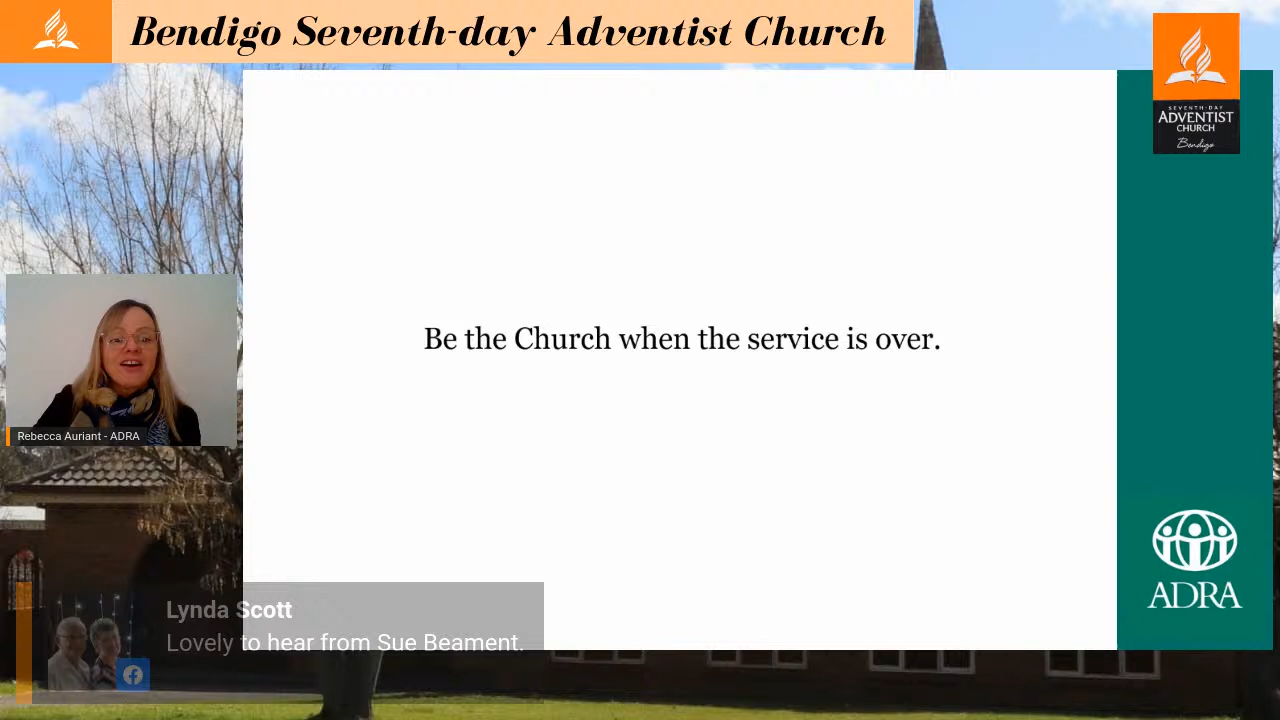 Bendigo Seventh-day Adventist Church
SEVENTH-DAY
ADVENTIST
CHURCH
Bendigo
Be the Church when the service is over.
Rebecca Auriant - ADRA
ADRA
Lynda Scott
Lovely to hear from Sue Beament.